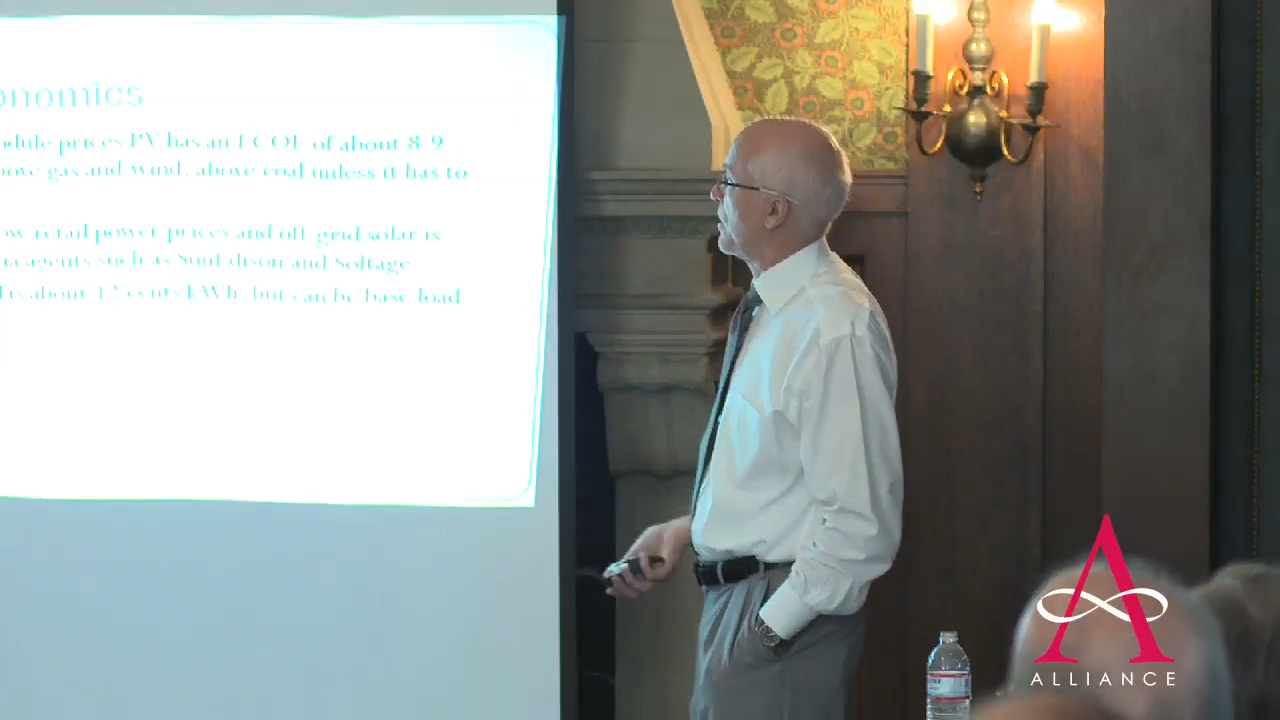 onomics
odule prices PV has an LCOE of about 8-9
bove gas and wind, above coal unless it has to
ow retail power prices and off-grid solar is
via agents such as SunEdison and Soltage
is about 12 cents kWh, but can be base load
A
ALLIANCE